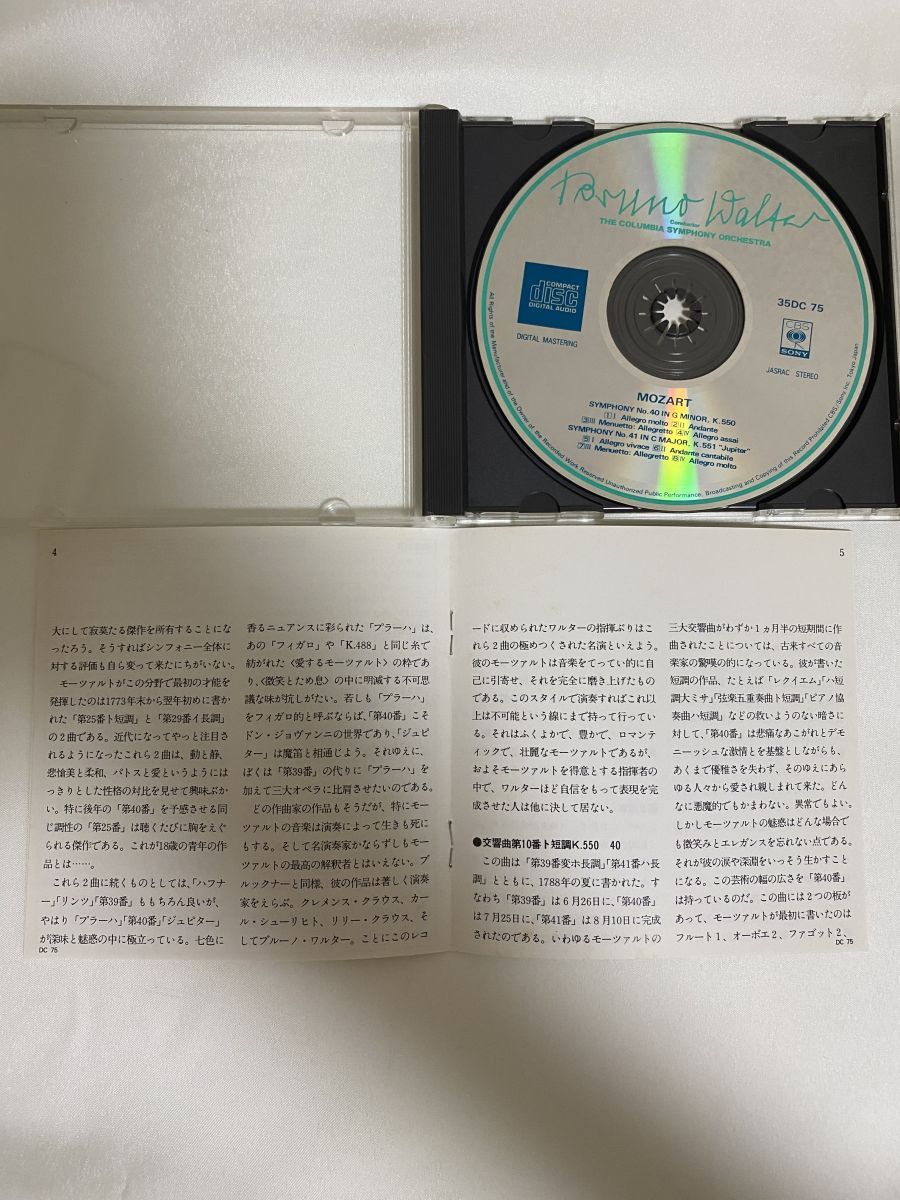 Bruno Walter
Conductor
THE COLUMBIA SYMPHONY ORCHESTRA
COMPACT
disc
DIGITAL AUDIO
DIGITAL MASTERING
35DC 75
CBS
SONY
JASRAC STEREO
MOZART
SYMPHONY No.40 IN G MINOR, K.550
1 I Allegro molto 2 II Andante
3 III Menuetto: Allegretto 4 IV Allegro assai
SYMPHONY No.41 IN C MAJOR, K.551 "Jupiter"
5 I Allegro vivace 6 II Andante cantabile
7 III Menuetto: Allegretto 8 IV Allegro molto
All Rights of the Manufacturer and of the Owner of the Recorded Work Reserved Unauthorized Public Performance, Broadcasting and Copying of this Record Prohibited CBS/Sony Inc. Tokyo Japan
4
大にして寂莫たる傑作を所有することにな
ったろう。そうすればシンフォニー全体に
対する評価も自ら変って来たにちがいない。
モーツァルトがこの分野で最初の才能を
発揮したのは1773年末から翌年初めに書か
れた「第25番ト短調」と「第29番イ長調」
の2曲である。近代になってやっと注目さ
れるようになったこれら2曲は、動と静、
悲愴美と柔和、パトスと愛というようには
っきりとした性格の対比を見せて興味ぶか
い。特に後年の「第40番」を予感させる同
じ調性の「第25番」は聴くたびに胸をえぐ
られる傑作である。これが18歳の青年の作
品とは……。
これら2曲に続くものとしては、「ハフナ
ー」「リンツ」「第39番」ももちろん良いが、
やはり「プラーハ」「第40番」「ジュピター」
が深味と魅惑の中に極立っている。七色に
DC 75
香るニュアンスに彩られた「プラーハ」は、
あの「フィガロ」や「K.488」と同じ糸で
紡がれた〈愛するモーツァルト〉の粋であ
り、〈微笑とため息〉の中に明滅する不可思
議な味が抗しがたい。若しも「プラーハ」
をフィガロ的と呼ぶならば、「第40番」こそ
ドン・ジョヴァンニの世界であり、「ジュピ
ター」は魔笛と相通じよう。それゆえに、
ぼくは「第39番」の代りに「プラーハ」を
加えて三大オペラに比肩させたいのである。
どの作曲家の作品もそうだが、特にモー
ツァルトの音楽は演奏によって生きも死に
もする。そして名演奏家かならずしもモー
ツァルトの最高の解釈者とはいえない。ブ
ルックナーと同様、彼の作品は著しく演奏
家をえらぶ。クレメンス・クラウス、カー
ル・シューリヒト、リリー・クラウス、そ
してブルーノ・ワルター。ことにこのレコ
5
ードに収められたワルターの指揮ぶりはこ
れら2曲の極めつくされた名演といえよう。
彼のモーツァルトは音楽をてってい的に自
己に引寄せ、それを完全に磨き上げたもの
である。このスタイルで演奏すればこれ以
上は不可能という線にまで持って行ってい
る。それはふくよかで、豊かで、ロマンテ
ィックで、壮麗なモーツァルトであるが、
およそモーツァルトを得意とする指揮者の
中で、ワルターほど自信をもって表現を完
成させた人は他に決して居ない。
●交響曲第10番ト短調K.550 40
この曲は「第39番変ホ長調」「第41番ハ長
調」とともに、1788年の夏に書かれた。す
なわち「第39番」は6月26日に、「第40番」
は7月25日に、「第41番」は8月10日に完成
されたのである。いわゆるモーツァルトの
三大交響曲がわずか1ヵ月半の短期間に作
曲されたことについては、古来すべての音
楽家の驚嘆の的になっている。彼が書いた
短調の作品、たとえば「レクイエム」「ハ短
調大ミサ」「弦楽五重奏曲ト短調」「ピアノ協
奏曲ハ短調」などの救いようのない暗さに
対して、「第40番」は悲痛なあこがれとデモ
ニーッシュな激情とを基盤としながらも、
あくまで優雅さを失わず、そのゆえにあら
ゆる人々から愛され親しまれて来た。どん
なに悪魔的でもかまわない。異常でもよい。
しかしモーツァルトの魅惑はどんな場合で
も微笑みとエレガンスを忘れない点である。
それが彼の涙や深淵をいっそう生かすこと
になる。この芸術の幅の広さを「第40番」
は持っているのだ。この曲には2つの板が
あって、モーツァルトが最初に書いたのは
フルート1、オーボエ2、ファゴット2、
DC 75